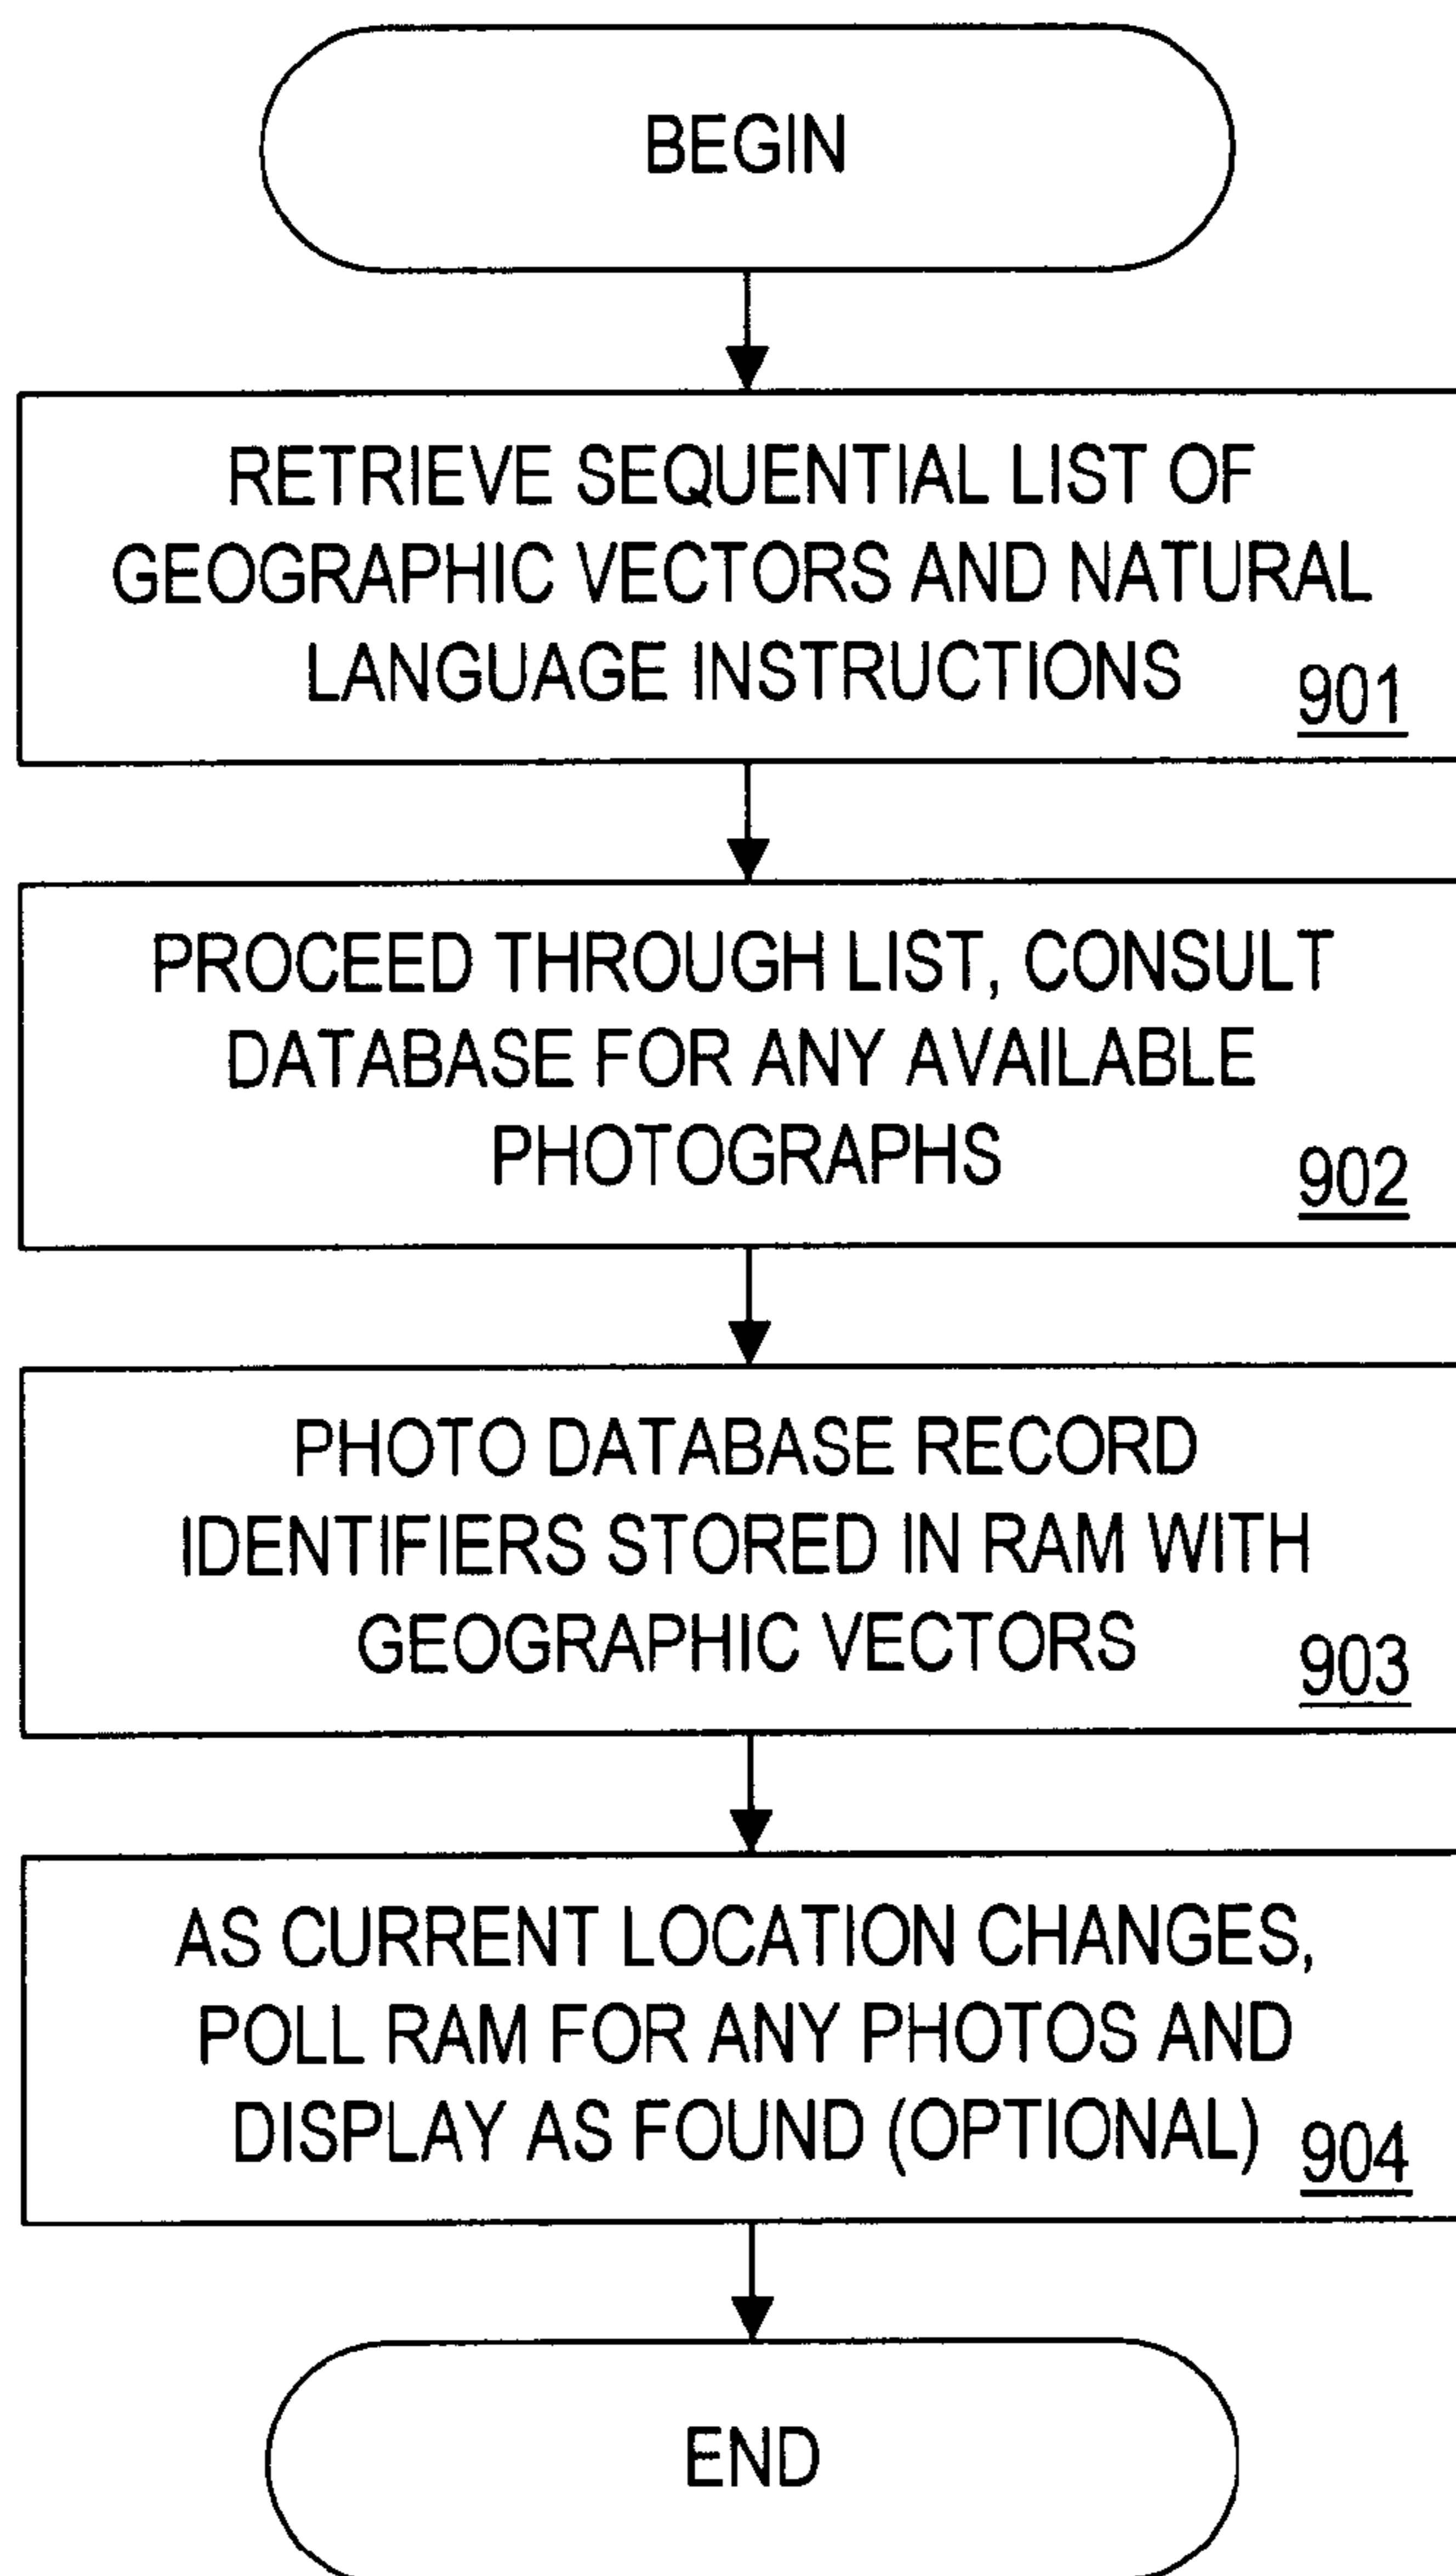 BEGIN
RETRIEVE SEQUENTIAL LIST OF
GEOGRAPHIC VECTORS AND NATURAL
LANGUAGE INSTRUCTIONS
901
PROCEED THROUGH LIST, CONSULT
DATABASE FOR ANY AVAILABLE
PHOTOGRAPHS
902
PHOTO DATABASE RECORD
IDENTIFIERS STORED IN RAM WITH
GEOGRAPHIC VECTORS
903
AS CURRENT LOCATION CHANGES,
POLL RAM FOR ANY PHOTOS AND
DISPLAY AS FOUND (OPTIONAL)
904
END